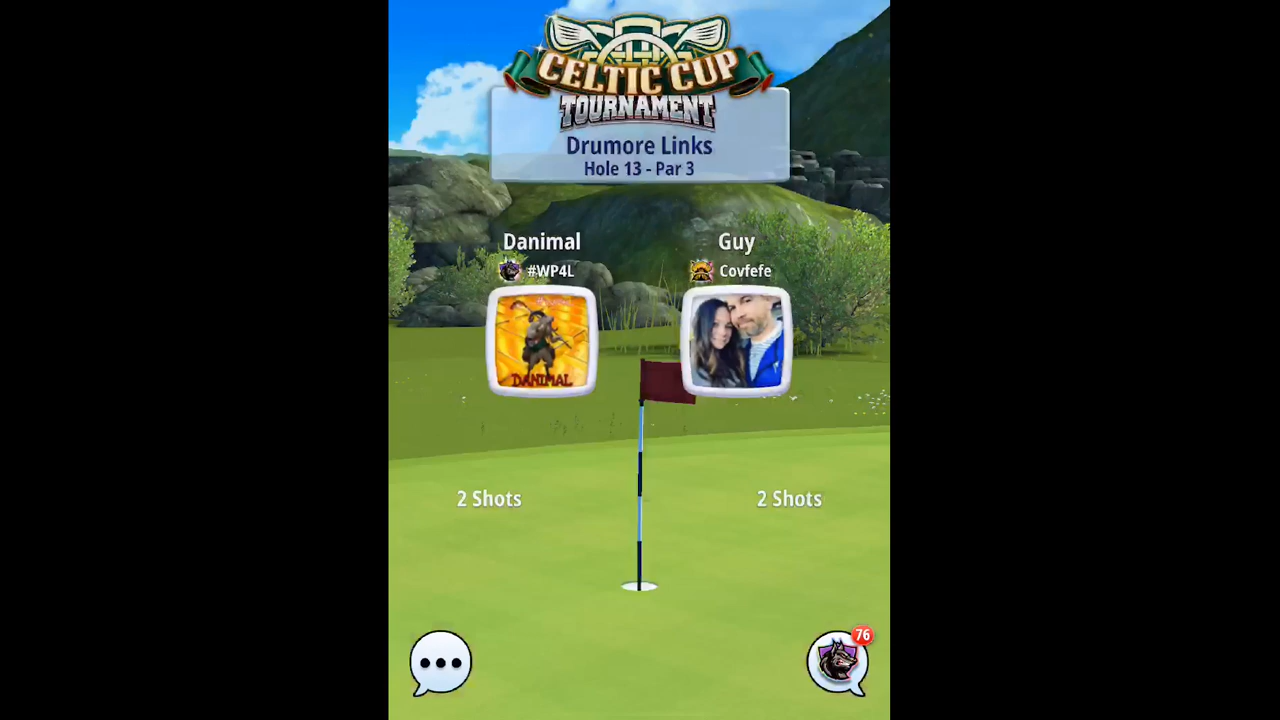 CELTIC CUP
TOURNAMENT
Drumore Links
Hole 13 - Par 3
Danimal
Guy
#WP4L
Covfefe
DANIMAL
2 Shots
2 Shots
76